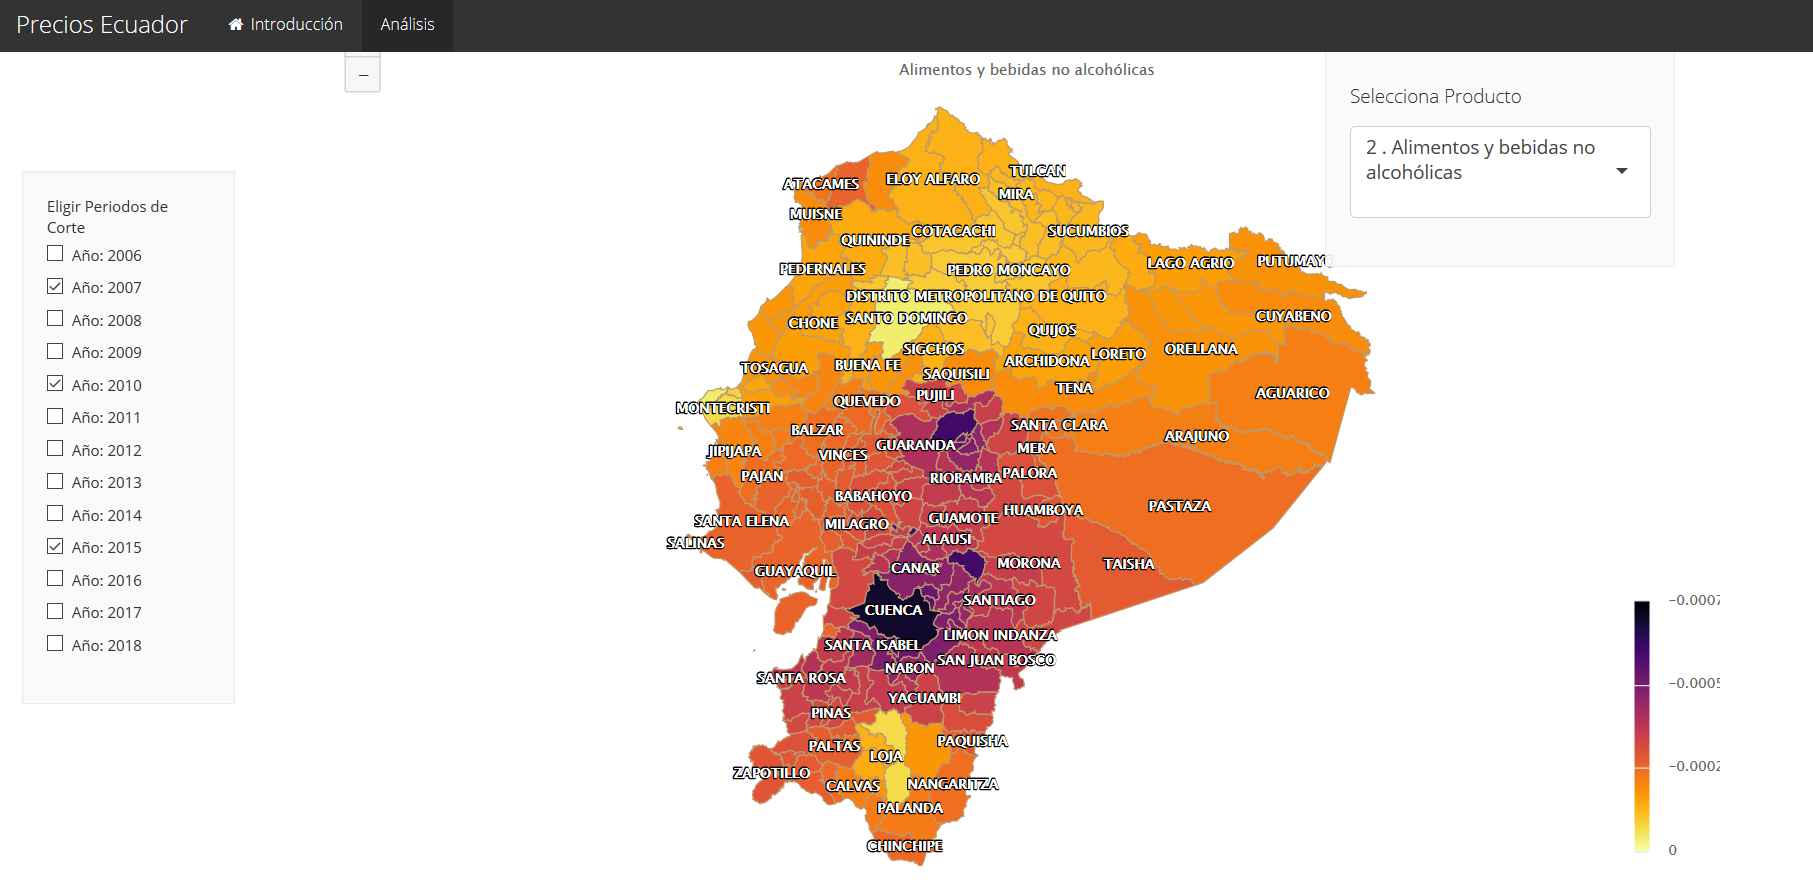 Precios Ecuador
Introducción
Análisis
−
Alimentos y bebidas no alcohólicas
Selecciona Producto
2 . Alimentos y bebidas no
alcohólicas
Eligir Periodos de
Corte
Año: 2006
Año: 2007
Año: 2008
Año: 2009
Año: 2010
Año: 2011
Año: 2012
Año: 2013
Año: 2014
Año: 2015
Año: 2016
Año: 2017
Año: 2018
TULCAN
ELOY ALFARO
ATACAMES
MIRA
MUISNE
COTACACHI
SUCUMBIOS
QUININDE
PUTUMAYO
LAGO AGRIO
PEDERNALES
PEDRO MONCAYO
DISTRITO METROPOLITANO DE QUITO
CUYABENO
SANTO DOMINGO
CHONE
QUIJOS
SIGCHOS
ORELLANA
LORETO
ARCHIDONA
BUENA FE
TOSAGUA
SAQUISILI
TENA
AGUARICO
PUJILI
QUEVEDO
MONTECRISTI
SANTA CLARA
BALZAR
ARAJUNO
GUARANDA
MERA
JIPIJAPA
VINCES
PALORA
PAJAN
RIOBAMBA
BABAHOYO
PASTAZA
HUAMBOYA
GUAMOTE
SANTA ELENA
MILAGRO
ALAUSI
SALINAS
MORONA
TAISHA
CANAR
GUAYAQUIL
SANTIAGO
CUENCA
LIMON INDANZA
SANTA ISABEL
SAN JUAN BOSCO
NABON
SANTA ROSA
YACUAMBI
PINAS
PAQUISHA
PALTAS
LOJA
ZAPOTILLO
NANGARITZA
CALVAS
PALANDA
CHINCHIPE
−0.0007
−0.0005
−0.0002
0